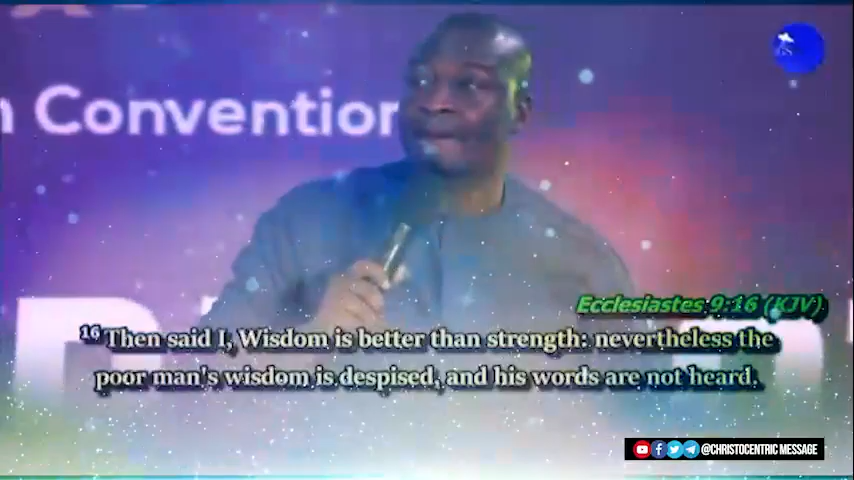 Convention
Ecclesiastes 9:16 (KJV)
16 Then said I, Wisdom is better than strength: nevertheless the
poor man's wisdom is despised, and his words are not heard.
@CHRISTOCENTRIC MESSAGE